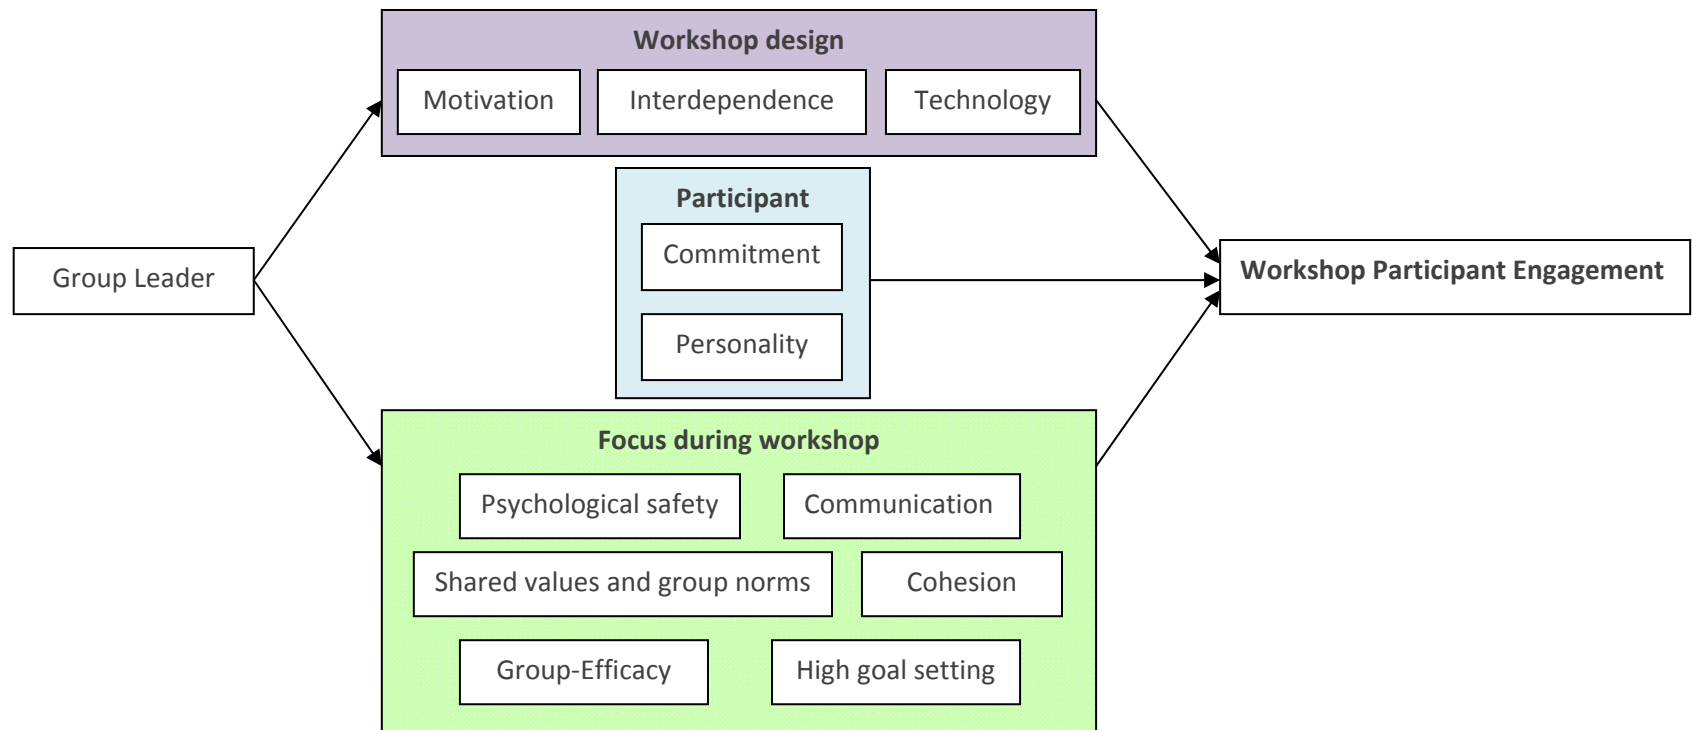 Workshop design
Motivation
Interdependence
Technology
Participant
Commitment
Personality
Group Leader
Workshop Participant Engagement
Focus during workshop
Psychological safety
Communication
Shared values and group norms
Cohesion
Group-Efficacy
High goal setting